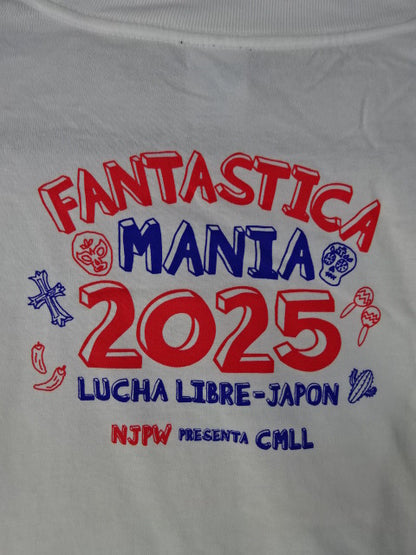 FANTASTICA
MANIA
2025
LUCHA LIBRE-JAPON
NJPW PRESENTA CMLL